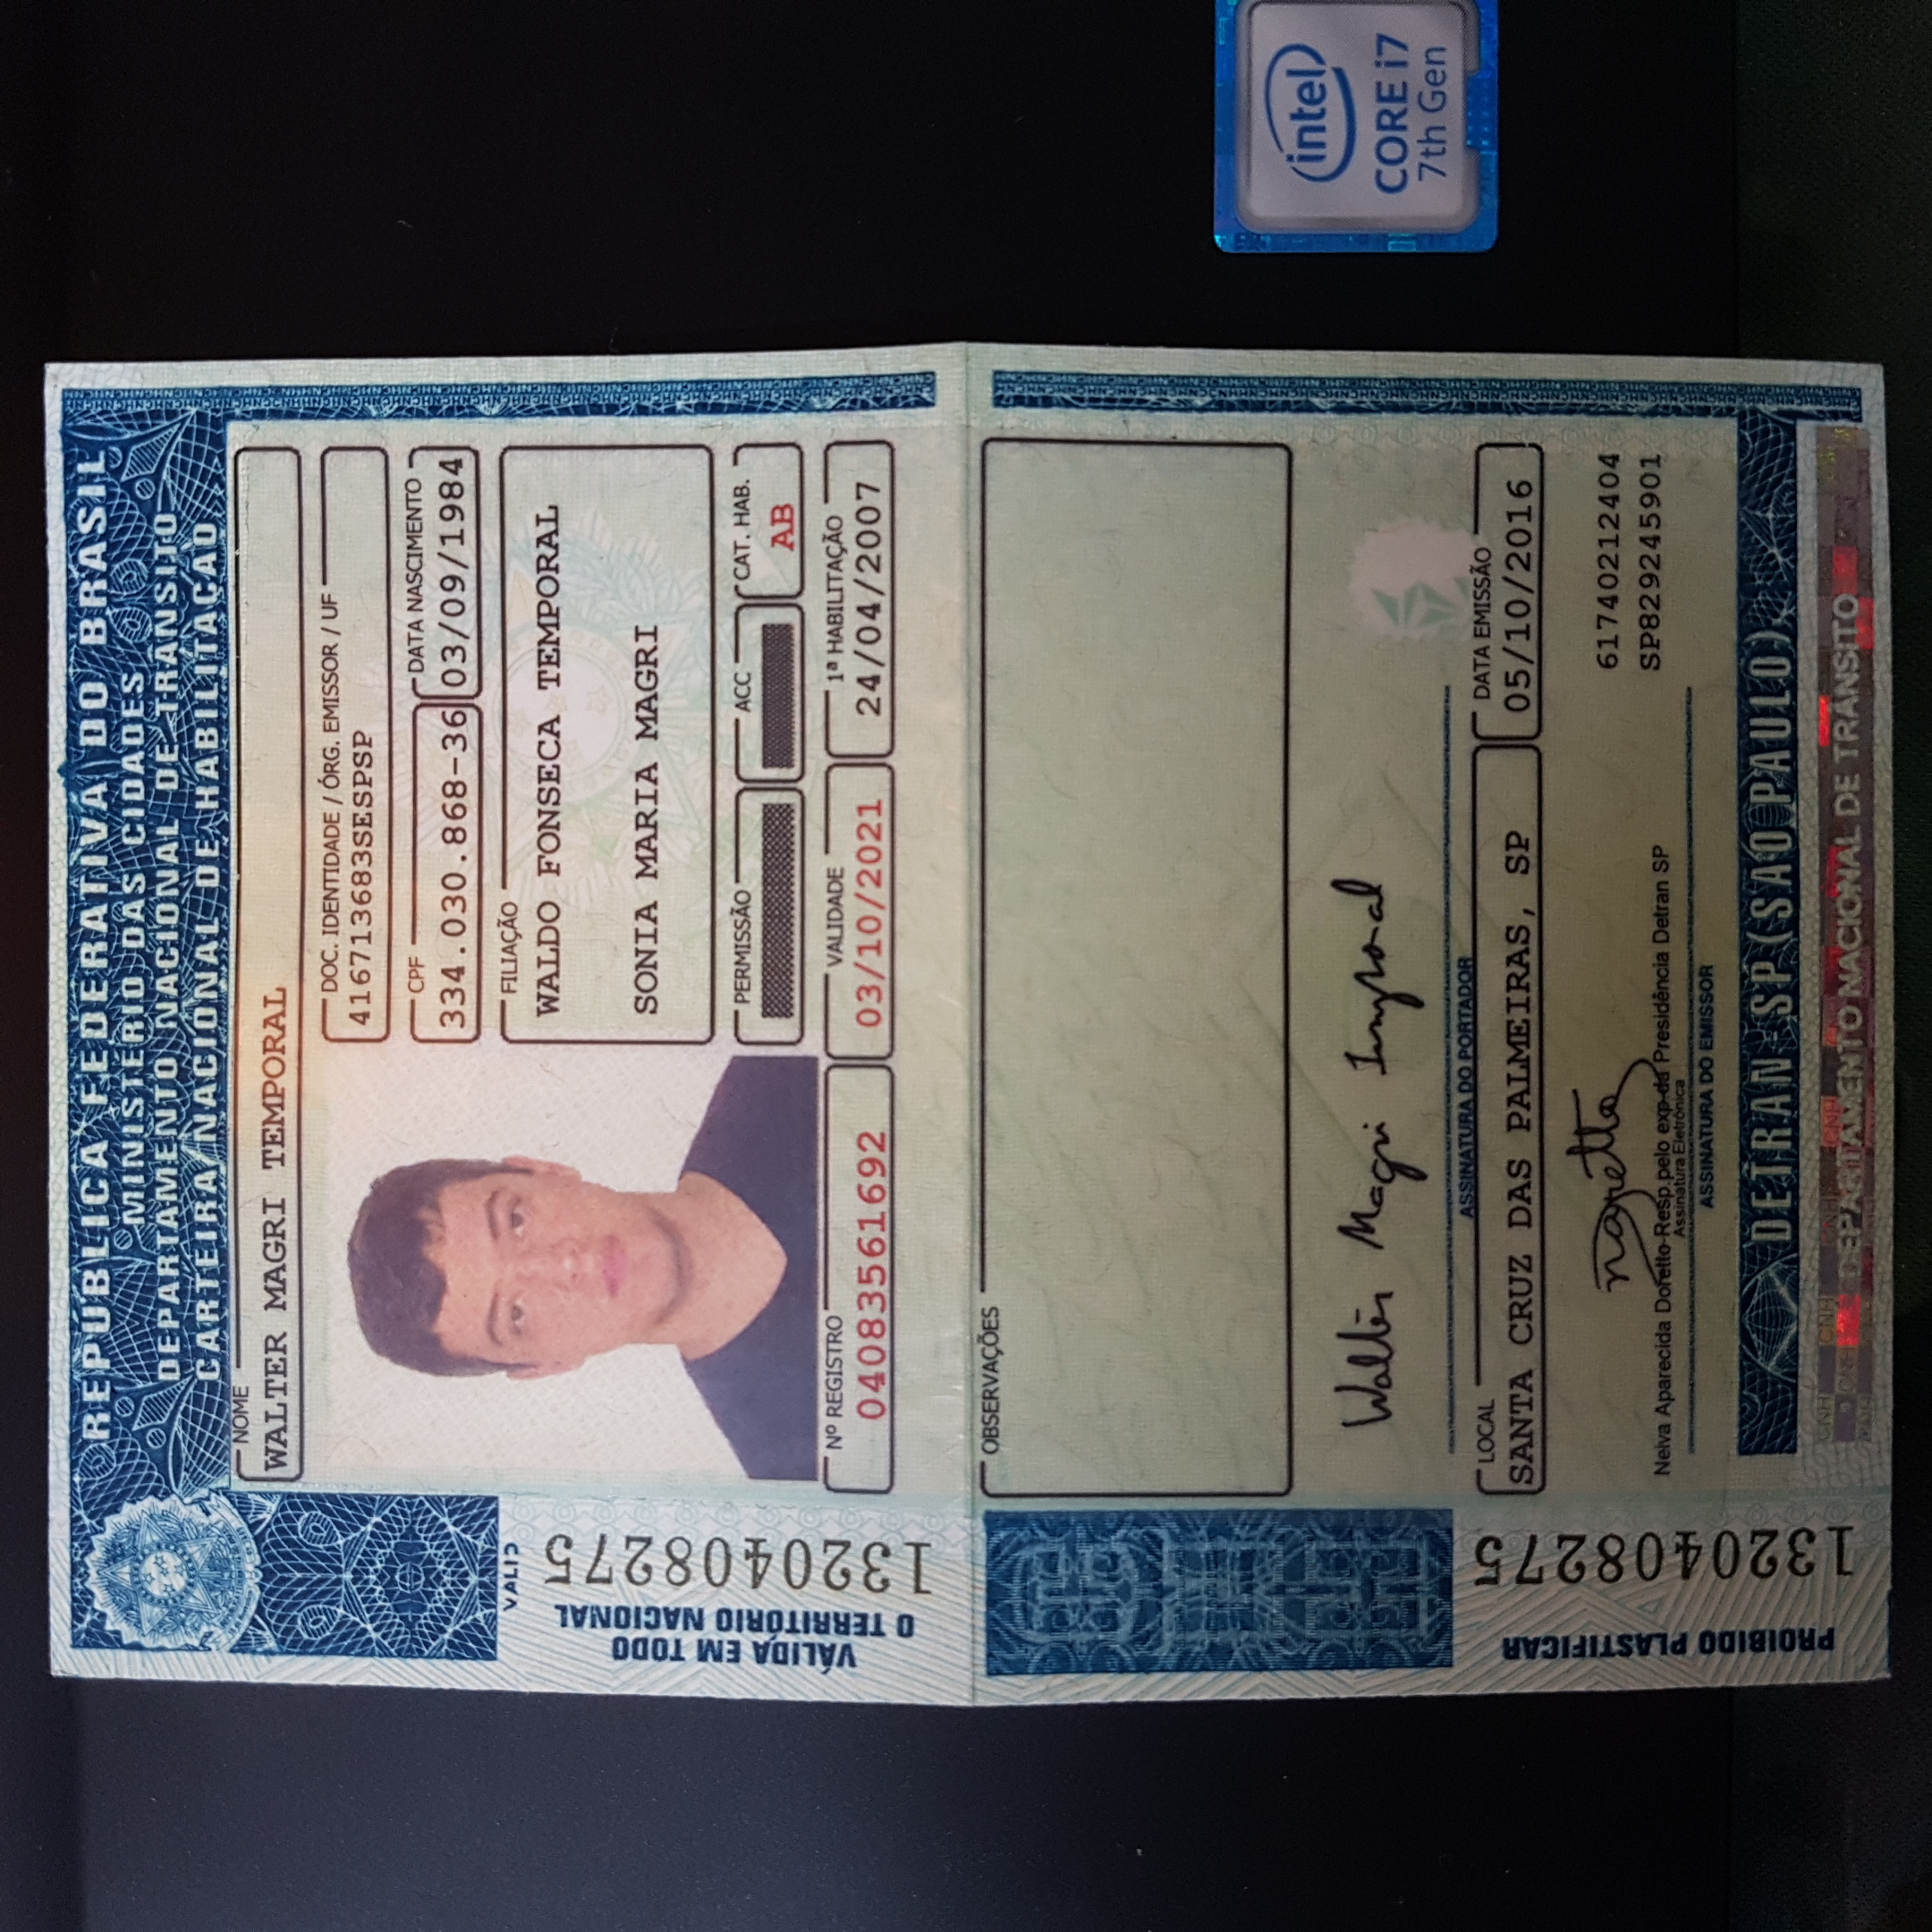 REPÚBLICA FEDERATIVA DO BRASIL
MINISTÉRIO DAS CIDADES
DEPARTAMENTO NACIONAL DE TRÂNSITO
CARTEIRA NACIONAL DE HABILITAÇÃO
NOME
WALTER MAGRI TEMPORAL
DOC. IDENTIDADE / ÓRG. EMISSOR / UF
416713683SESPSP
CPF
334.030.868-36
DATA NASCIMENTO
03/09/1984
FILIAÇÃO
WALDO FONSECA TEMPORAL
SONIA MARIA MAGRI
PERMISSÃO
ACC
CAT. HAB.
AB
Nº REGISTRO
04083561692
VALIDADE
03/10/2021
1ª HABILITAÇÃO
24/04/2007
VALID
VÁLIDA EM TODO
O TERRITÓRIO NACIONAL
1320408275
OBSERVAÇÕES
Walter Magri Temporal
ASSINATURA DO PORTADOR
LOCAL
SANTA CRUZ DAS PALMEIRAS, SP
DATA EMISSÃO
05/10/2016
61740212404
SP829245901
Neiva Aparecida Doretto-Resp.pelo exp.da Presidência Detran SP
Assinatura Eletrônica
ASSINATURA DO EMISSOR
PROIBIDO PLASTIFICAR
1320408275
DETRAN-SP (SAO PAULO)
CNH CNH CNH
DEPARTAMENTO NACIONAL DE TRÂNSITO
intel
CORE i7
7th Gen